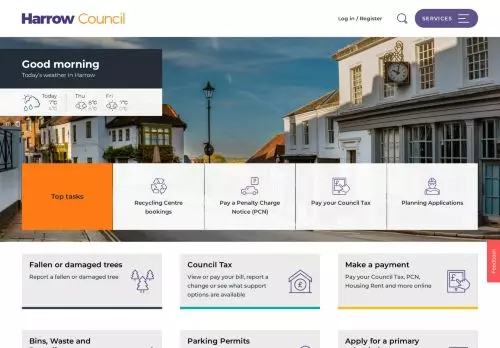 Harrow Council
Log in / Register
SERVICES
Good morning
Today's weather in Harrow
Today
Thu
Fri
7°C
6°C
1°C
4°C
4°C
0°C
Top tasks
Recycling Centre
bookings
Pay a Penalty Charge
Notice (PCN)
Pay your Council Tax
Planning Applications
Feedback
Fallen or damaged trees
Report a fallen or damaged tree
Council Tax
View or pay your bill, report a
change or see what support
options are available
Make a payment
Pay your Council Tax, PCN,
Housing Rent and more online
Bins, Waste and
Parking Permits
Apply for a primary